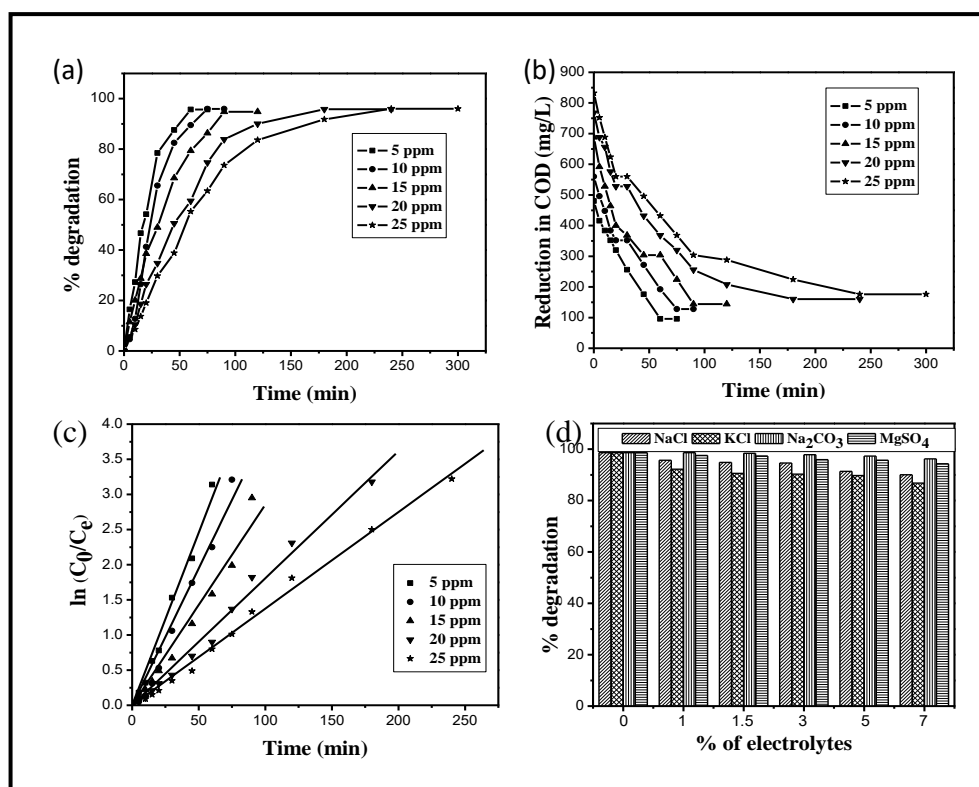 (a)
100
80
60
40
20
0
% degradation
0 50 100 150 200 250 300
Time (min)
5 ppm
10 ppm
15 ppm
20 ppm
25 ppm
(b)
900
800
700
600
500
400
300
200
100
0
Reduction in COD (mg/L)
0 50 100 150 200 250 300
Time (min)
5 ppm
10 ppm
15 ppm
20 ppm
25 ppm
(c)
4.0
3.5
3.0
2.5
2.0
1.5
1.0
0.5
0.0
ln (C₀/Cₑ)
0 50 100 150 200 250
Time (min)
5 ppm
10 ppm
15 ppm
20 ppm
25 ppm
(d)
NaCl KCl Na₂CO₃ MgSO₄
100
80
60
40
20
0
% degradation
0 1 1.5 3 5 7
% of electrolytes